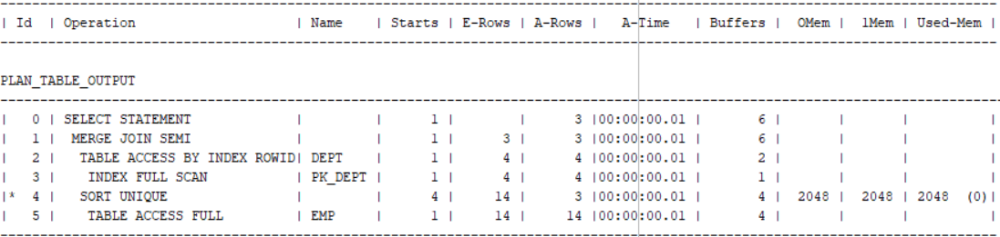 | Id | Operation | Name | Starts | E-Rows | A-Rows | A-Time | Buffers | OMem | 1Mem | Used-Mem |
PLAN_TABLE_OUTPUT
| 0 | SELECT STATEMENT | | 1 | | 3 |00:00:00.01 | 6 | | | |
| 1 | MERGE JOIN SEMI | | 1 | 3 | 3 |00:00:00.01 | 6 | | | |
| 2 | TABLE ACCESS BY INDEX ROWID| DEPT | 1 | 4 | 4 |00:00:00.01 | 2 | | | |
| 3 | INDEX FULL SCAN | PK_DEPT | 1 | 4 | 4 |00:00:00.01 | 1 | | | |
|* 4 | SORT UNIQUE | | 4 | 14 | 3 |00:00:00.01 | 4 | 2048 | 2048 | 2048 (0)|
| 5 | TABLE ACCESS FULL | EMP | 1 | 14 | 14 |00:00:00.01 | 4 | | | |